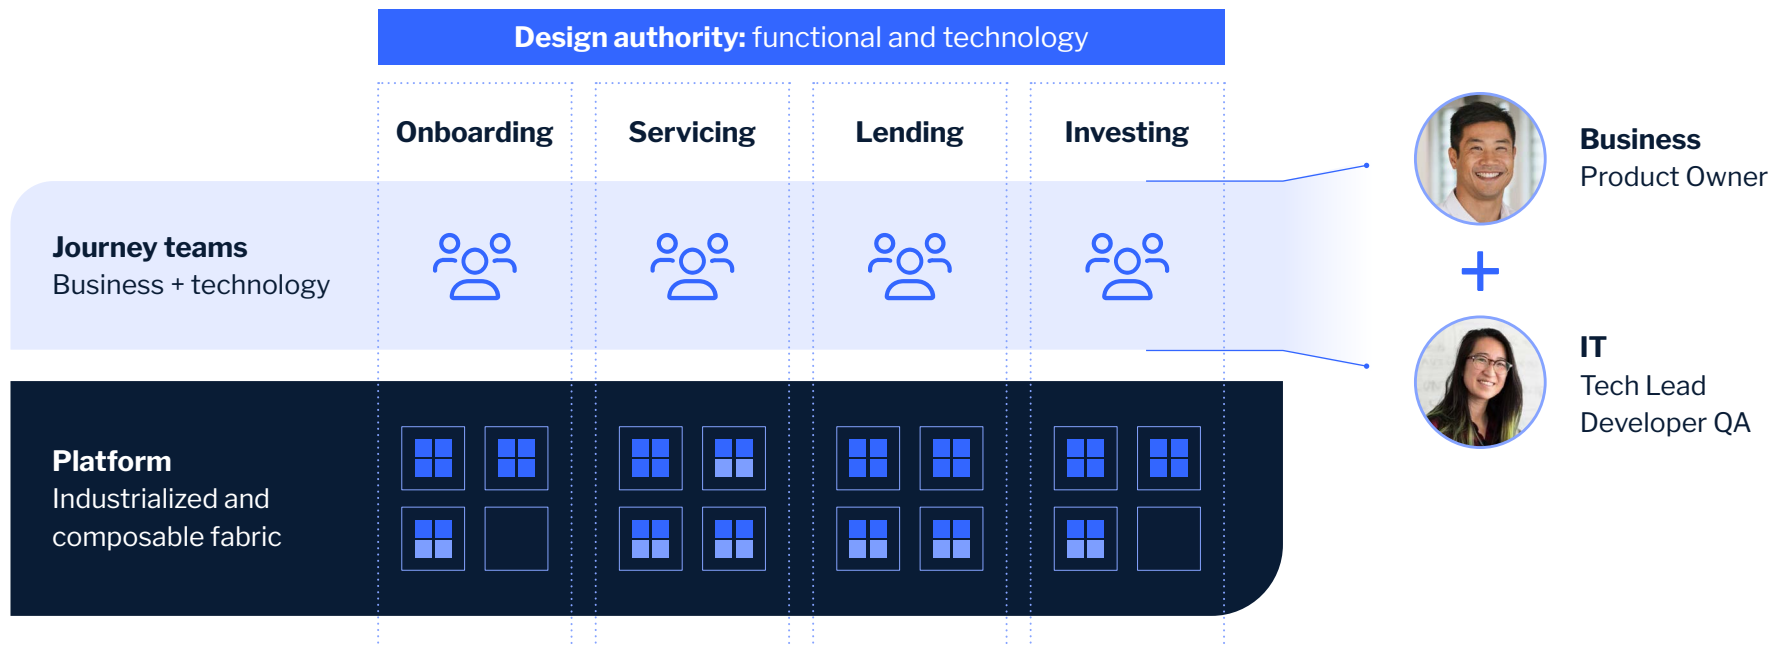 Design authority: functional and technology
Onboarding
Servicing
Lending
Investing
Journey teams
Business + technology
Platform
Industrialized and
composable fabric
Business
Product Owner
IT
Tech Lead
Developer QA